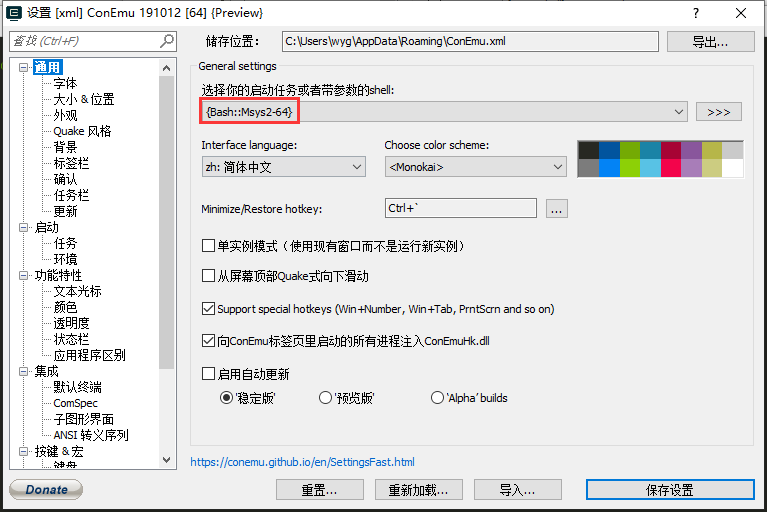 设置 [xml] ConEmu 191012 [64] {Preview}
查找 (Ctrl+F)
储存位置：
C:\Users\wyg\AppData\Roaming\ConEmu.xml
导出...
通用
字体
大小 & 位置
外观
Quake 风格
背景
标签栏
确认
任务栏
更新
启动
任务
环境
功能特性
文本光标
颜色
透明度
状态栏
应用程序区别
集成
默认终端
ComSpec
子图形界面
ANSI 转义序列
按键 & 宏
键盘
General settings
选择你的启动任务或者带参数的shell:
{Bash::Msys2-64}
>>>
Interface language:
Choose color scheme:
zh: 简体中文
<Monokai>
Minimize/Restore hotkey:
Ctrl+`
...
单实例模式（使用现有窗口而不是运行新实例）
从屏幕顶部Quake式向下滑动
Support special hotkeys (Win+Number, Win+Tab, PrntScrn and so on)
向ConEmu标签页里启动的所有进程注入ConEmuHk.dll
启用自动更新
'稳定版'
'预览版'
'Alpha' builds
https://conemu.github.io/en/SettingsFast.html
Donate
重置...
重新加载...
导入...
保存设置